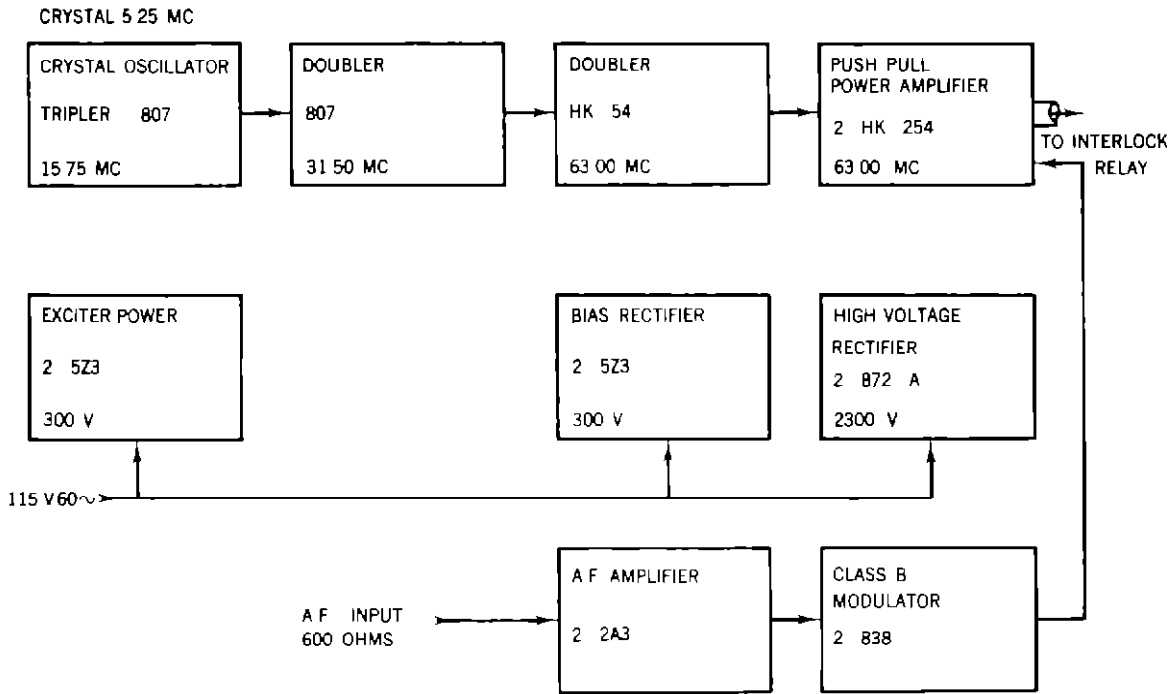 CRYSTAL 5 25 MC
CRYSTAL OSCILLATOR
TRIPLER 807
15 75 MC
DOUBLER
807
31 50 MC
DOUBLER
HK 54
63 00 MC
PUSH PULL
POWER AMPLIFIER
2 HK 254
63 00 MC
TO INTERLOCK
RELAY
EXCITER POWER
2 5Z3
300 V
BIAS RECTIFIER
2 5Z3
300 V
HIGH VOLTAGE
RECTIFIER
2 872 A
2300 V
115 V 60~
A F INPUT
600 OHMS
A F AMPLIFIER
2 2A3
CLASS B
MODULATOR
2 838